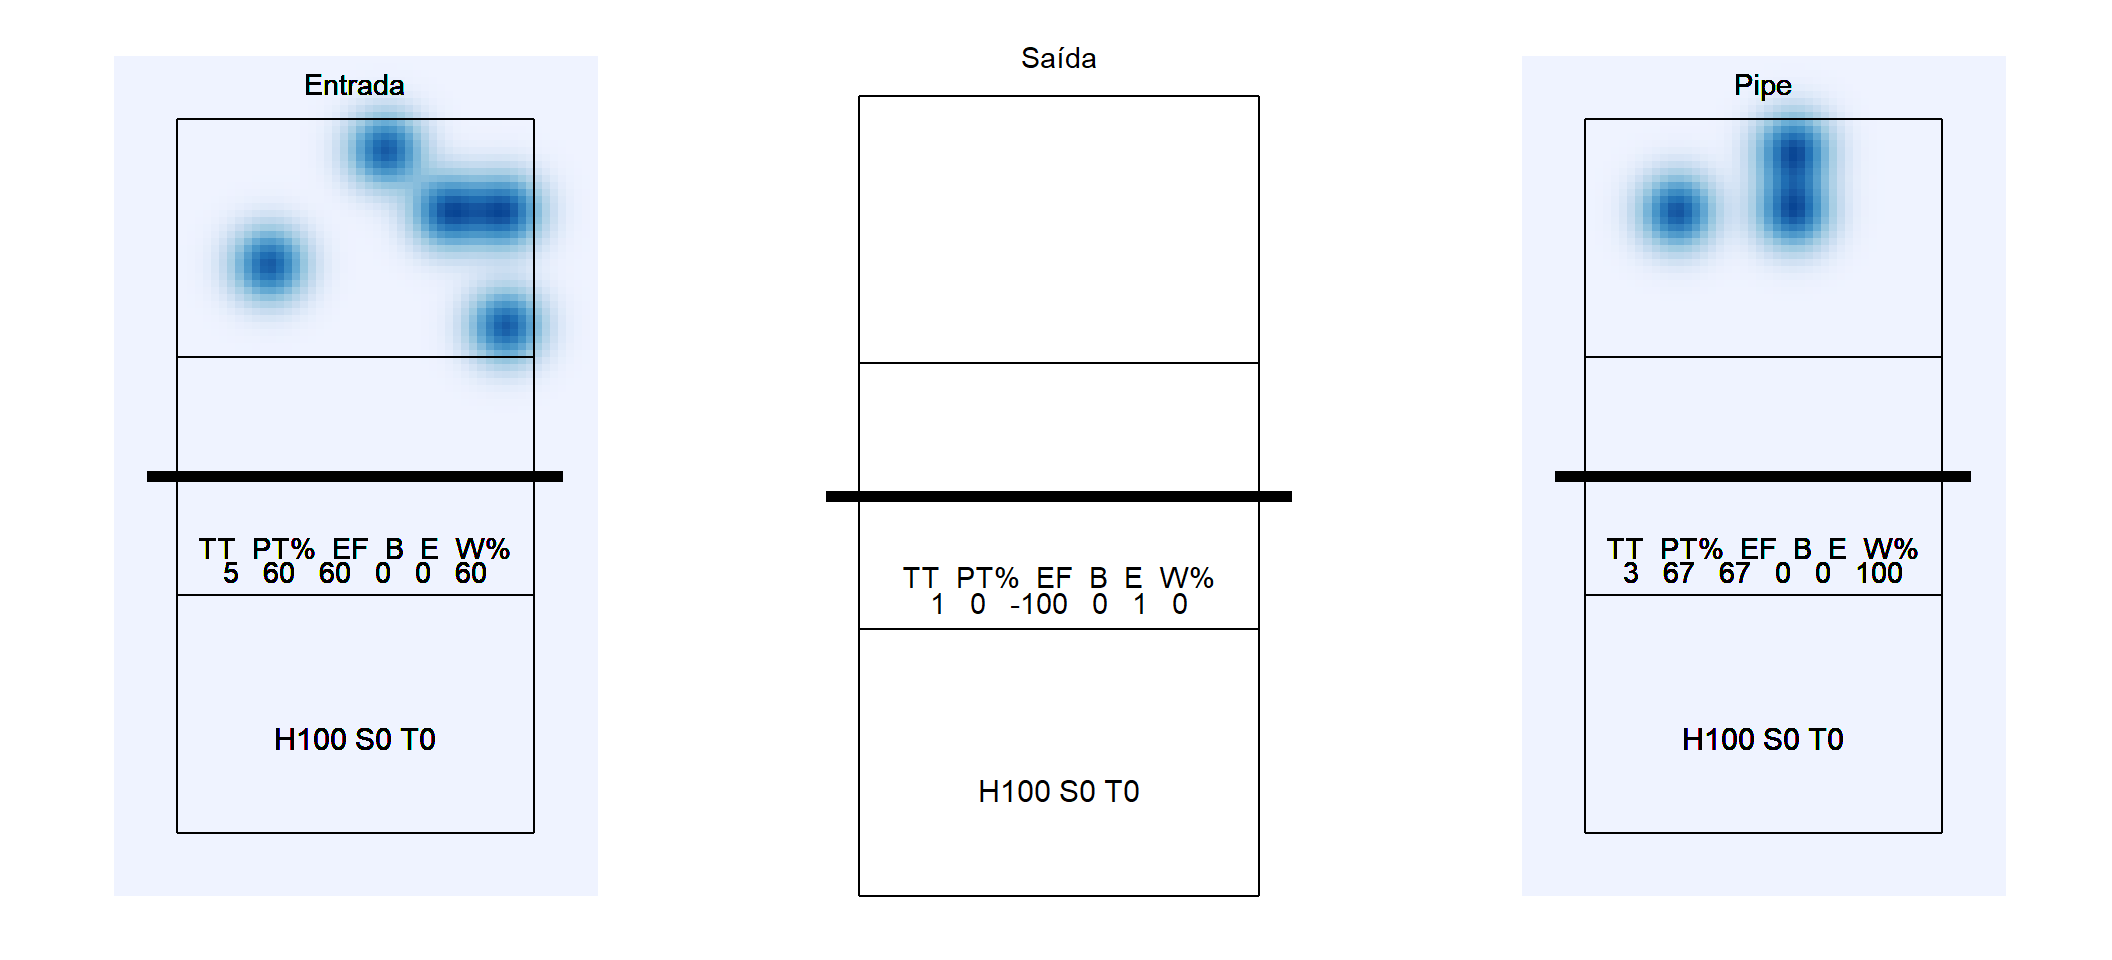 Entrada
TT PT% EF B E W%
5 60 60 0 0 60
H100 S0 T0
Saída
TT PT% EF B E W%
1 0 -100 0 1 0
H100 S0 T0
Pipe
TT PT% EF B E W%
3 67 67 0 0 100
H100 S0 T0